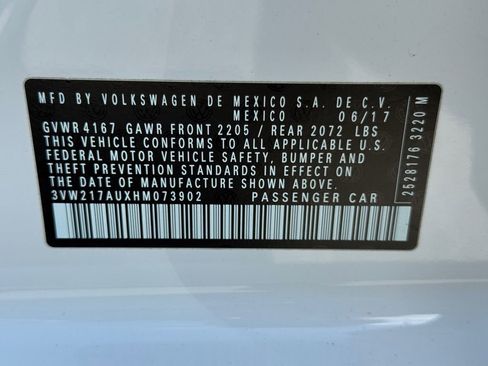 MFD BY VOLKSWAGEN DE MEXICO S.A. DE C.V.
MEXICO 06/17
GVWR 4167 GAWR FRONT 2205 / REAR 2072 LBS
THIS VEHICLE CONFORMS TO ALL APPLICABLE U.S.
FEDERAL MOTOR VEHICLE SAFETY, BUMPER AND
THEFT PREVENTION STANDARDS IN EFFECT ON
THE DATE OF MANUFACTURE SHOWN ABOVE
3VW217AUXHM073902 PASSENGER CAR
2528176 3220 M